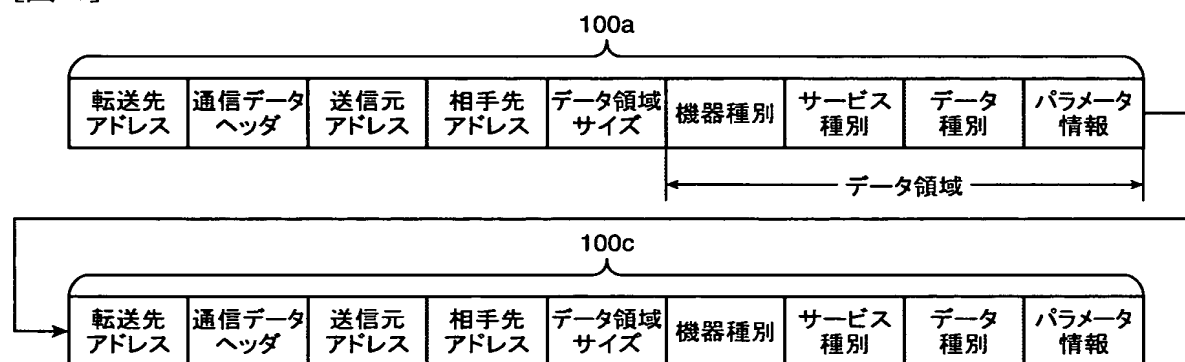 100a
転送先
アドレス
通信データ
ヘッダ
送信元
アドレス
相手先
アドレス
データ領域
サイズ
機器種別
サービス
種別
データ
種別
パラメータ
情報
データ領域
100c
転送先
アドレス
通信データ
ヘッダ
送信元
アドレス
相手先
アドレス
データ領域
サイズ
機器種別
サービス
種別
データ
種別
パラメータ
情報